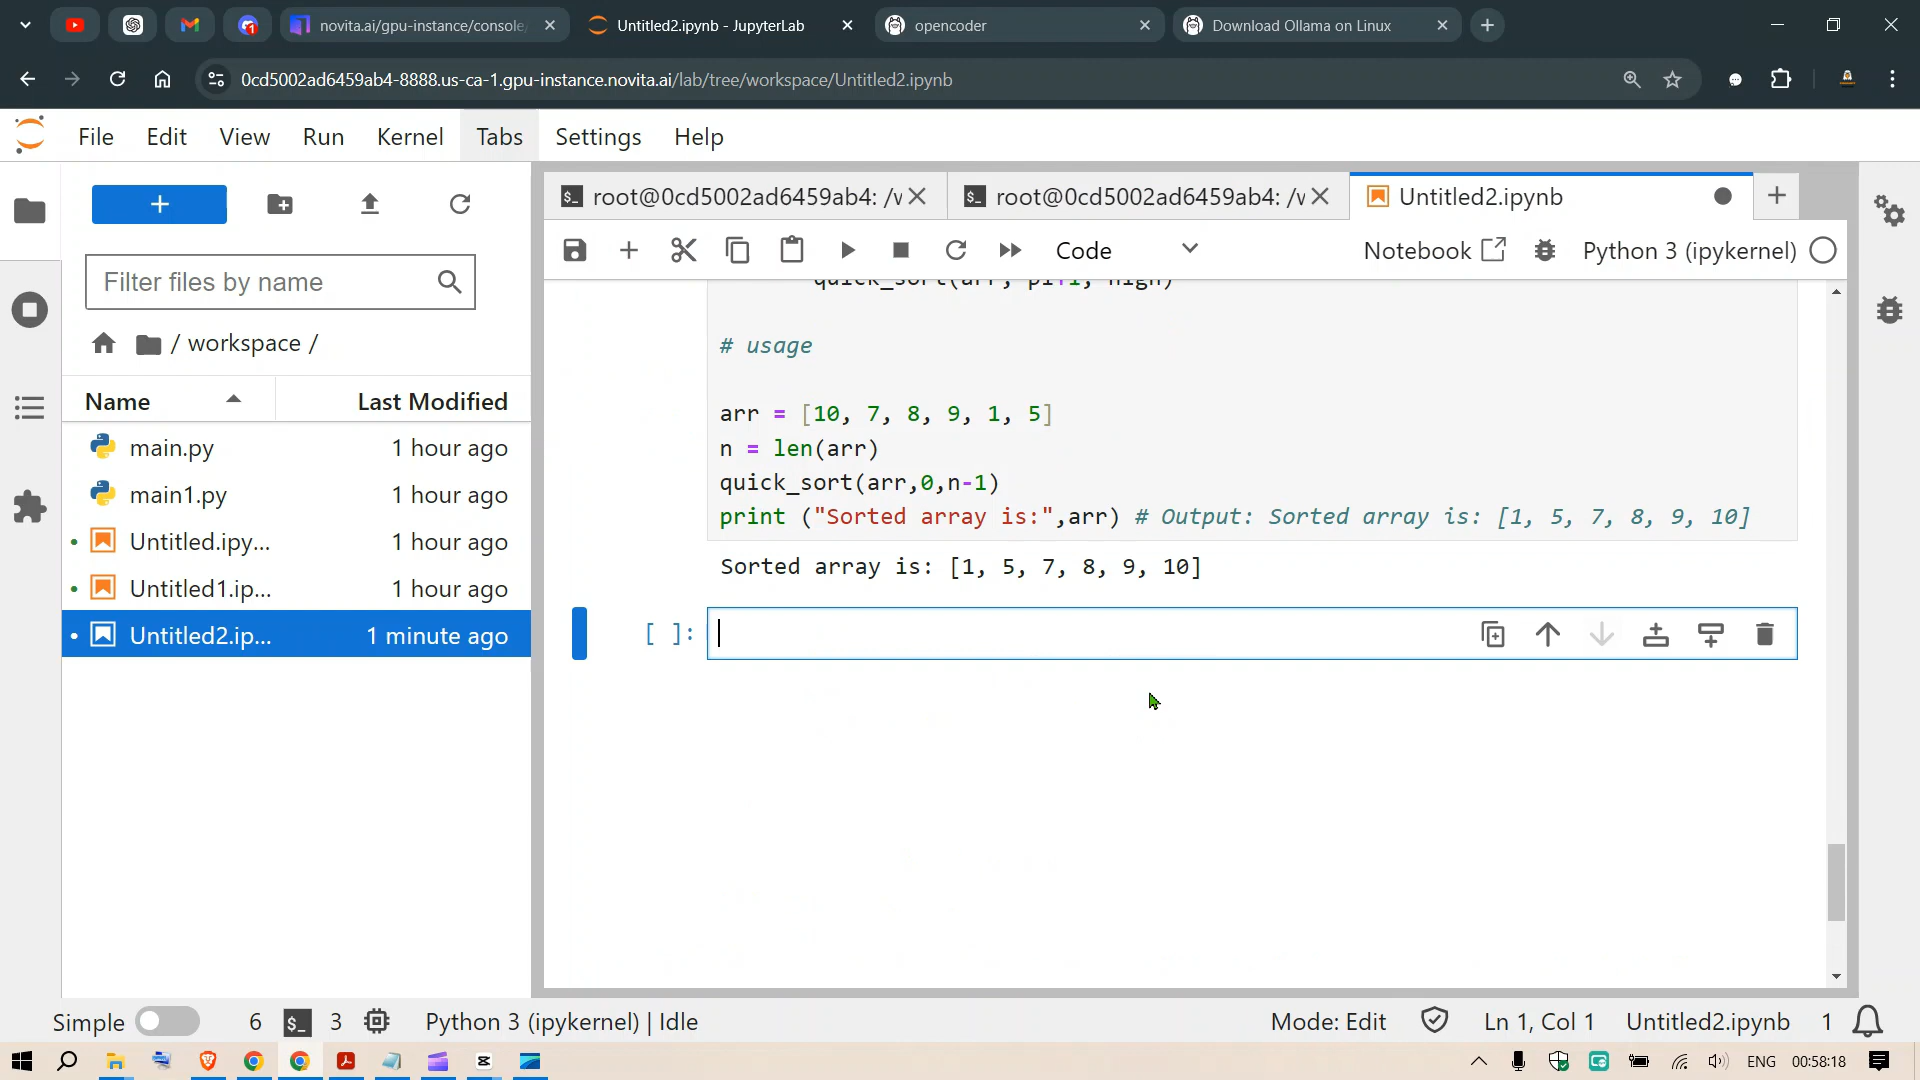 novita.ai/gpu-instance/console/
Untitled2.ipynb - JupyterLab
opencoder
Download Ollama on Linux
0cd5002ad6459ab4-8888.us-ca-1.gpu-instance.novita.ai/lab/tree/workspace/Untitled2.ipynb
File Edit View Run Kernel Tabs Settings Help
root@0cd5002ad6459ab4: /w
root@0cd5002ad6459ab4: /w
Untitled2.ipynb
Code
Notebook
Python 3 (ipykernel)
Filter files by name
/ workspace /
Name Last Modified
main.py 1 hour ago
main1.py 1 hour ago
Untitled.ipy... 1 hour ago
Untitled1.ip... 1 hour ago
Untitled2.ip... 1 minute ago
quick_sort(arr, pi+1, high)
# usage
arr = [10, 7, 8, 9, 1, 5]
n = len(arr)
quick_sort(arr,0,n-1)
print ("Sorted array is:",arr) # Output: Sorted array is: [1, 5, 7, 8, 9, 10]
Sorted array is: [1, 5, 7, 8, 9, 10]
[ ]:
Simple 6 3 Python 3 (ipykernel) | Idle Mode: Edit Ln 1, Col 1 Untitled2.ipynb 1
ENG 00:58:18